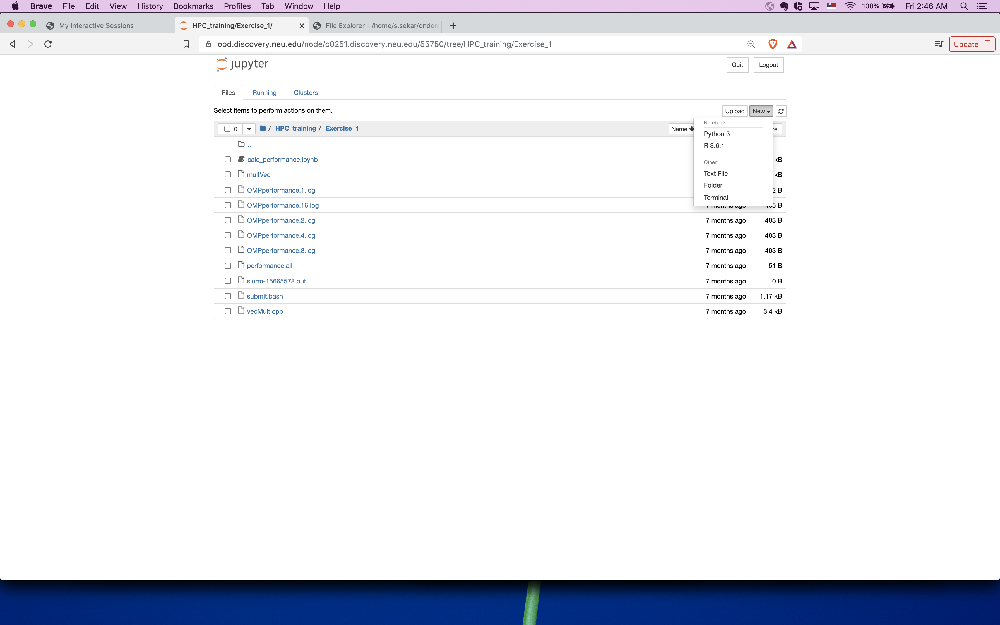 Brave File Edit View History Bookmarks Profiles Tab Window Help 100% Fri 2:46 AM
My Interactive Sessions HPC_training/Exercise_1/ File Explorer - /home/s.sekar/ondem
ood.discovery.neu.edu/node/c0251.discovery.neu.edu/55750/tree/HPC_training/Exercise_1 Update
jupyter Quit Logout
Files Running Clusters
Select items to perform actions on them. Upload New
0 / HPC_training / Exercise_1 Name
Notebook:
Python 3
R 3.6.1
Other:
Text File
Folder
Terminal
..
calc_performance.ipynb kB
multVec kB
OMPperformance.1.log 2 B
OMPperformance.16.log 7 months ago 405 B
OMPperformance.2.log 7 months ago 403 B
OMPperformance.4.log 7 months ago 403 B
OMPperformance.8.log 7 months ago 403 B
performance.all 7 months ago 51 B
slurm-15665578.out 7 months ago 0 B
submit.bash 7 months ago 1.17 kB
vecMult.cpp 7 months ago 3.4 kB